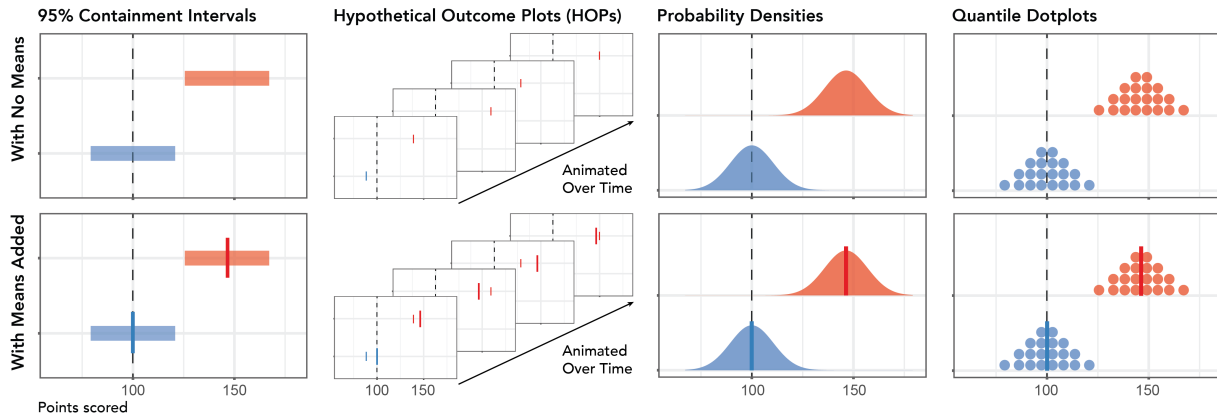 95% Containment Intervals
Hypothetical Outcome Plots (HOPs)
Probability Densities
Quantile Dotplots
With No Means
Animated
Over Time
With Means Added
Animated
Over Time
100
150
100
150
100
150
100
150
Points scored